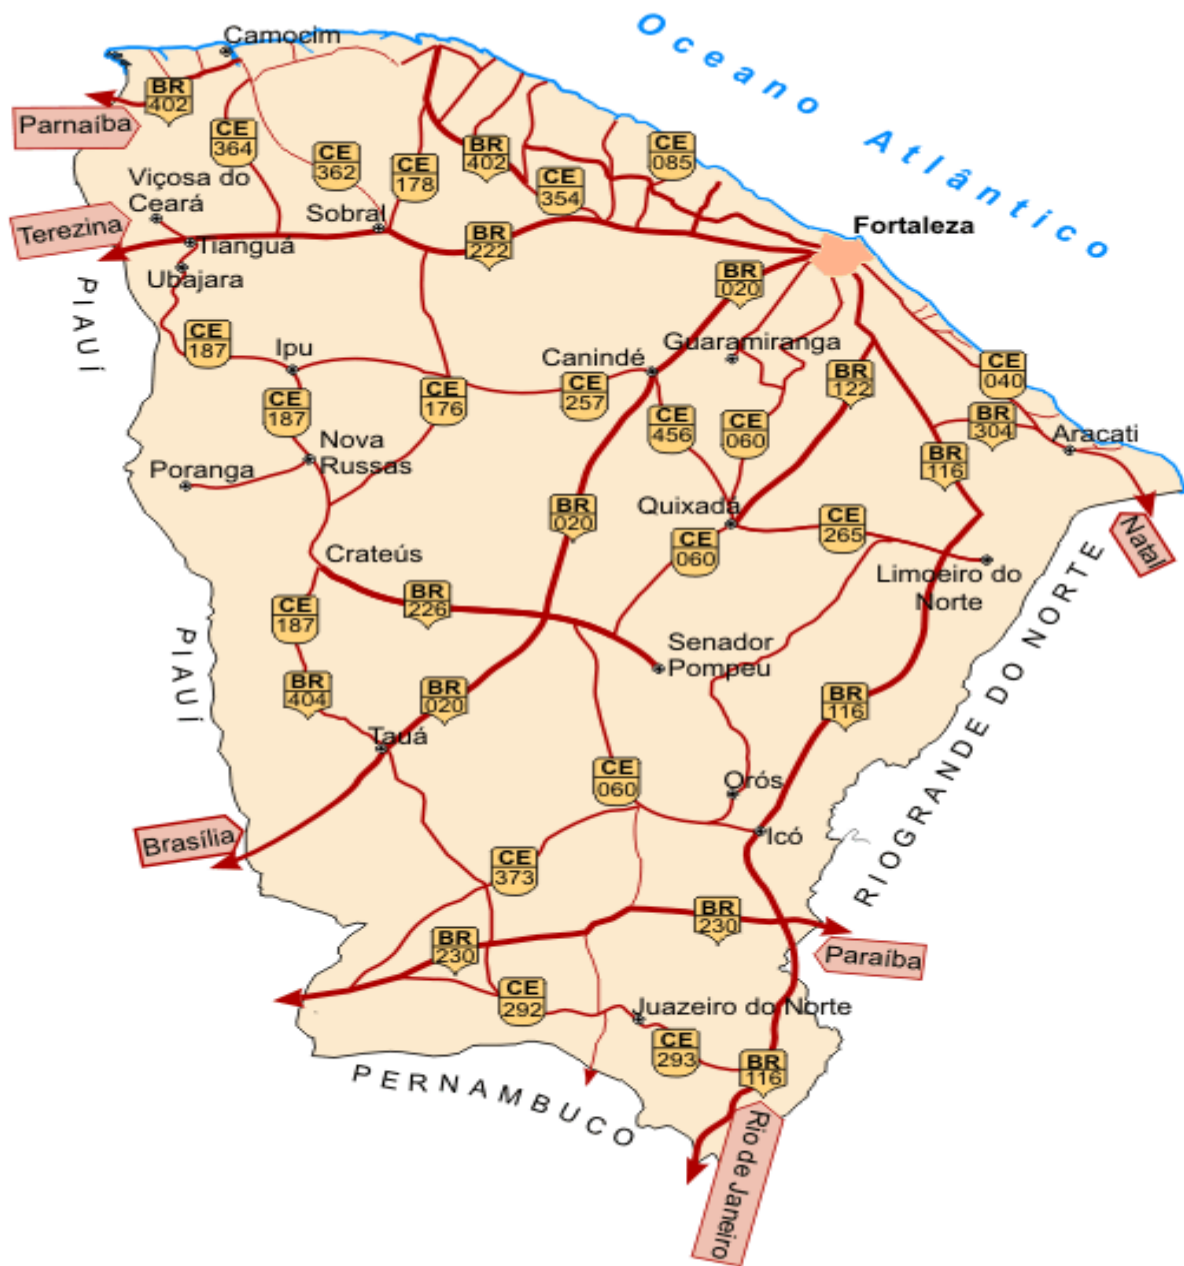 Oceano Atlântico
Camocim
BR
402
Parnaíba
CE
364
CE
362
CE
178
BR
402
CE
354
CE
085
Viçosa do
Ceará
Sobral
Fortaleza
Terezina
Tianguá
BR
222
Ubajara
BR
020
PIAUÍ
CE
187
Ipu
Canindé
Guaramiranga
BR
122
CE
040
CE
187
CE
176
CE
257
CE
456
CE
060
BR
304
Aracati
Nova
Russas
BR
116
Poranga
BR
020
Quixadá
CE
265
Natal
Crateús
CE
060
Limoeiro do
Norte
BR
226
CE
187
Senador
Pompeu
PIAUÍ
BR
404
BR
020
BR
116
RIOGRANDE DO NORTE
Tauá
CE
060
Orós
Icó
Brasília
CE
373
BR
230
BR
230
Paraíba
CE
292
Juazeiro do Norte
CE
293
BR
116
PERNAMBUCO
Rio de Janeiro